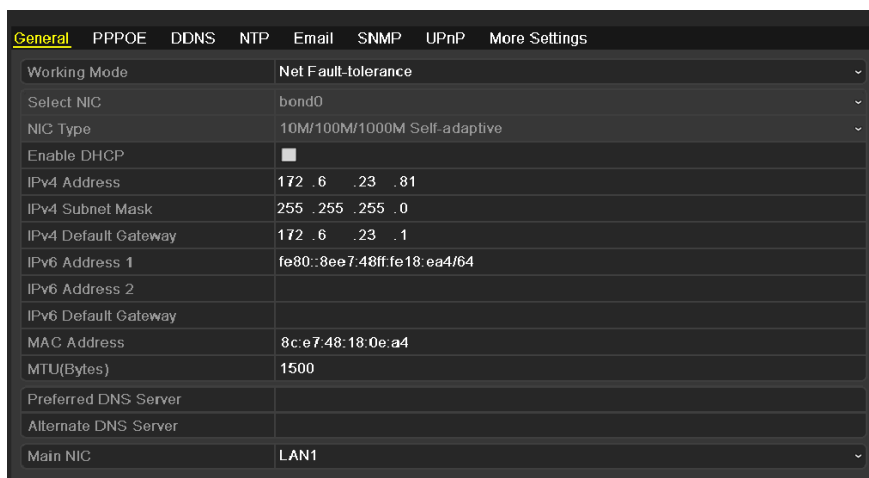 General PPPOE DDNS NTP Email SNMP UPnP More Settings
Working Mode Net Fault-tolerance
Select NIC bond0
NIC Type 10M/100M/1000M Self-adaptive
Enable DHCP
IPv4 Address 172 .6 .23 .81
IPv4 Subnet Mask 255 .255 .255 .0
IPv4 Default Gateway 172 .6 .23 .1
IPv6 Address 1 fe80::8ee7:48ff:fe18:ea4/64
IPv6 Address 2
IPv6 Default Gateway
MAC Address 8c:e7:48:18:0e:a4
MTU(Bytes) 1500
Preferred DNS Server
Alternate DNS Server
Main NIC LAN1